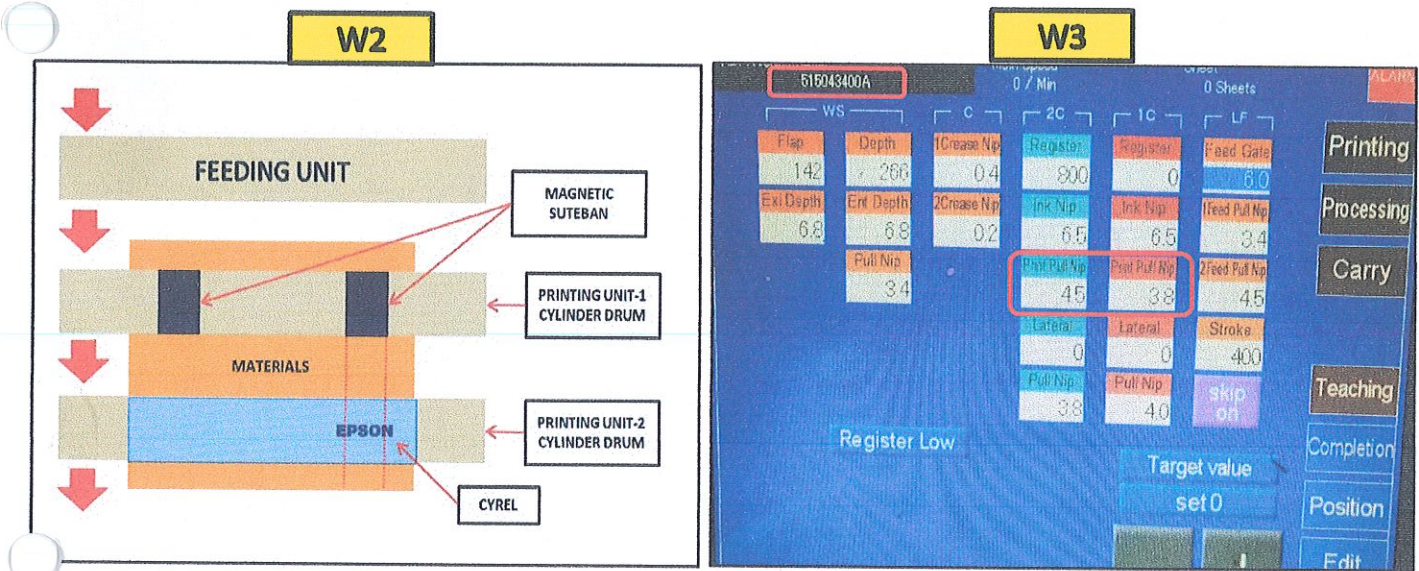 W2
FEEDING UNIT
MAGNETIC
SUTEBAN
PRINTING UNIT-1
CYLINDER DRUM
MATERIALS
EPSON
PRINTING UNIT-2
CYLINDER DRUM
CYREL
W3
515043400A
0 / Min
Sheet
0 Sheets
ALARM
WS
C
2C
1C
LF
Flap
Depth
1Crease Nip
Register
Register
Feed Gate
142
266
0.4
800
0
6.0
Exi Depth
Ent Depth
2Crease Nip
Ink Nip
Ink Nip
1Feed Pull Nip
6.8
6.8
0.2
6.5
6.5
3.4
Pull Nip
Print Pull Nip
Print Pull Nip
2Feed Pull Nip
3.4
4.5
3.8
4.5
Lateral
Lateral
Stroke
0
0
400
Pull Nip
Pull Nip
skip
on
3.8
4.0
Register Low
Target value
set 0
Printing
Processing
Carry
Teaching
Completion
Position
Edit